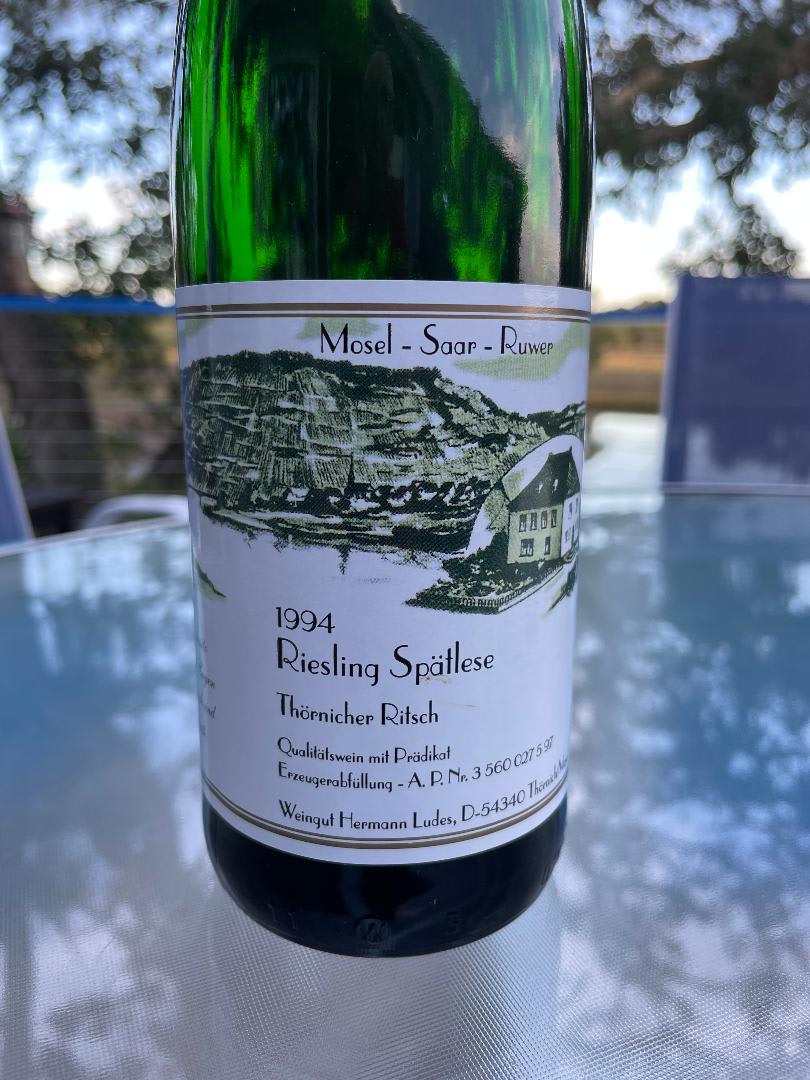 Mosel - Saar - Ruwer
1994
Riesling Spätlese
Thörnicher Ritsch
Qualitätswein mit Prädikat
Erzeugerabfüllung - A. P. Nr. 3 560 027 5 97
Weingut Hermann Ludes, D-54340